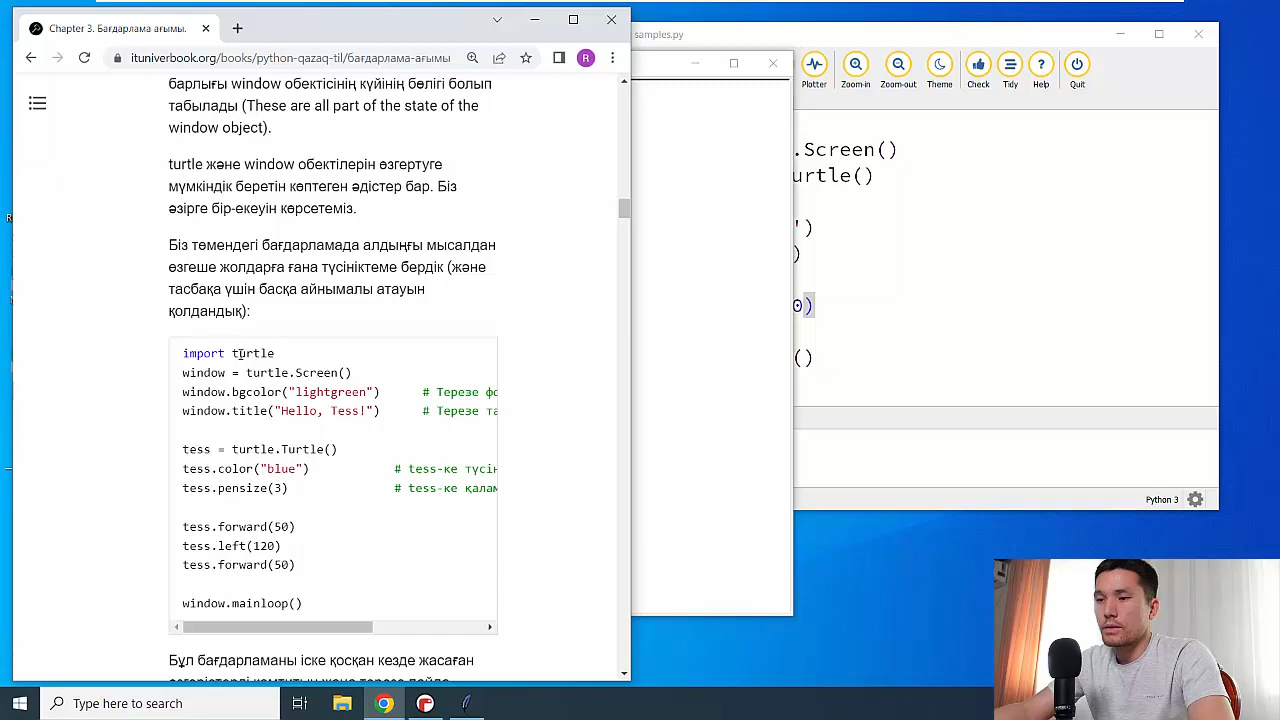 Chapter 3. Бағдарлама ағымы.
samples.py
ituniverbook.org/books/python-qazaq-til/бағдарлама-ағымы
R
Plotter
Zoom-in
Zoom-out
Theme
Check
Tidy
Help
Quit
барлығы window обектісінің күйінің бөлігі болып
табылады (These are all part of the state of the
window object).
turtle және window обектілерін өзгертуге
мүмкіндік беретін көптеген әдістер бар. Біз
әзірге бір-екеуін көрсетеміз.
Біз төмендегі бағдарламада алдыңғы мысалдан
өзгеше жолдарға ғана түсініктеме бердік (және
тасбақа үшін басқа айнымалы атауын
қолдандық):
import turtle
window = turtle.Screen()
window.bgcolor("lightgreen") # Терезе фо
window.title("Hello, Tess!") # Терезе та
tess = turtle.Turtle()
tess.color("blue") # tess-ке түсін
tess.pensize(3) # tess-ке қалам
tess.forward(50)
tess.left(120)
tess.forward(50)
window.mainloop()
Бұл бағдарламаны іске қосқан кезде жасаған
.Screen()
urtle()
')
)
0)
()
Python 3
Type here to search